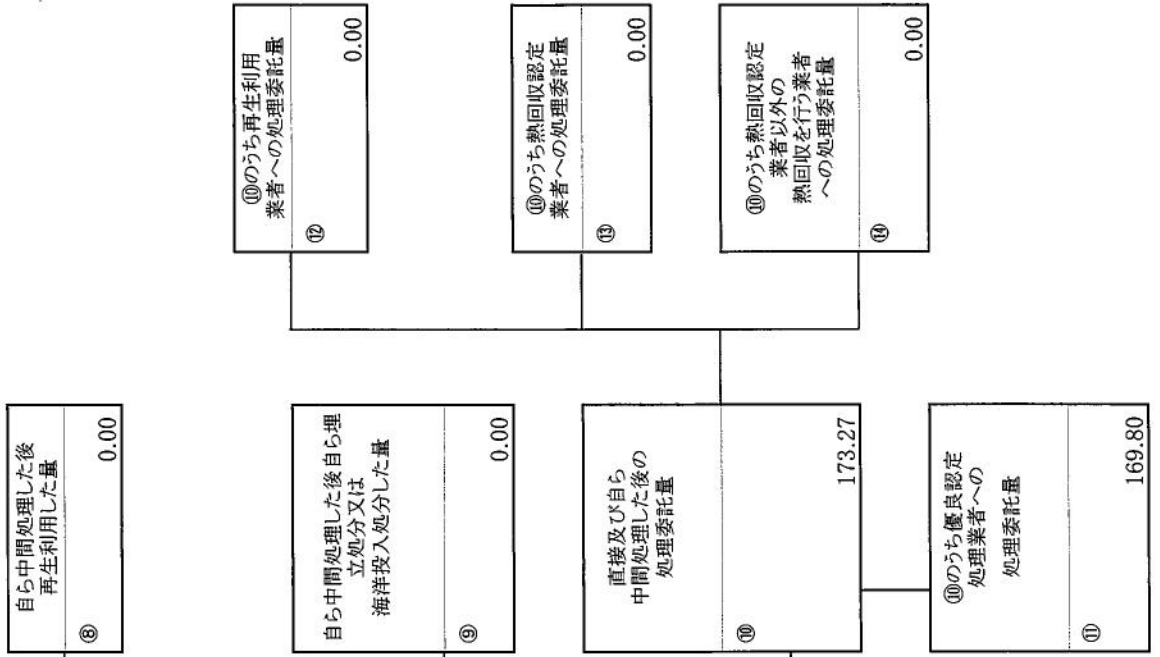 自ら中間処理した後
再生利用した量
⑧
0.00
自ら中間処理した後自ら埋
立処分又は
海洋投入処分した量
⑨
0.00
直接及び自ら
中間処理した後の
処理委託量
⑩
173.27
⑩のうち優良認定
処理業者への
処理委託量
⑪
169.80
⑩のうち再生利用
業者への処理委託量
⑫
0.00
⑩のうち熱回収認定
業者への処理委託量
⑬
0.00
⑩のうち熱回収認定
業者以外の
熱回収を行う業者
への処理委託量
⑭
0.00